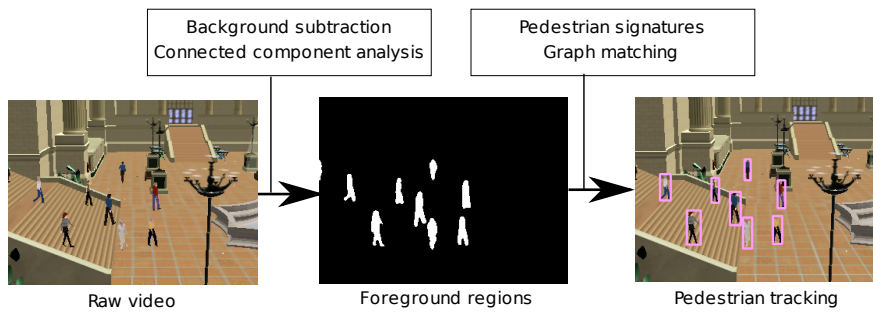 Background subtraction
Connected component analysis
Pedestrian signatures
Graph matching
Raw video
Foreground regions
Pedestrian tracking